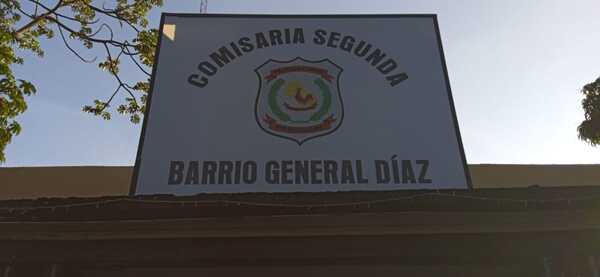 COMISARIA SEGUNDA
BARRIO GENERAL DÍAZ